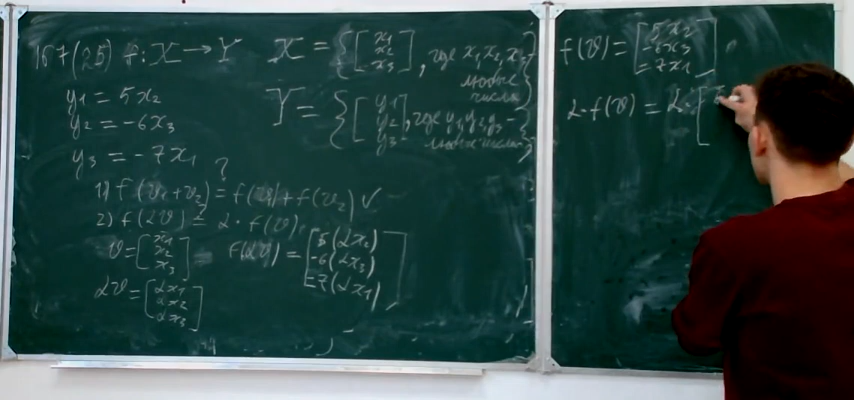 167(25) f: X → Y X = {[x1 x2 x3], где x1, x2, x3 любые числа}
y1 = 5x2
y2 = -6x3
y3 = -7x1
Y = {[y1 y2 y3], где y1, y2, y3 - любые числа}
1) f(v1+v2) ?= f(v1)+f(v2) ✓
2) f(αv) ?= α · f(v)
v = [x1 x2 x3]
αv = [αx1 αx2 αx3]
f(αv) = [5(αx2) -6(αx3) -7(αx1)]
f(v) = [5x2 -6x3 -7x1]
α·f(v) = α·[